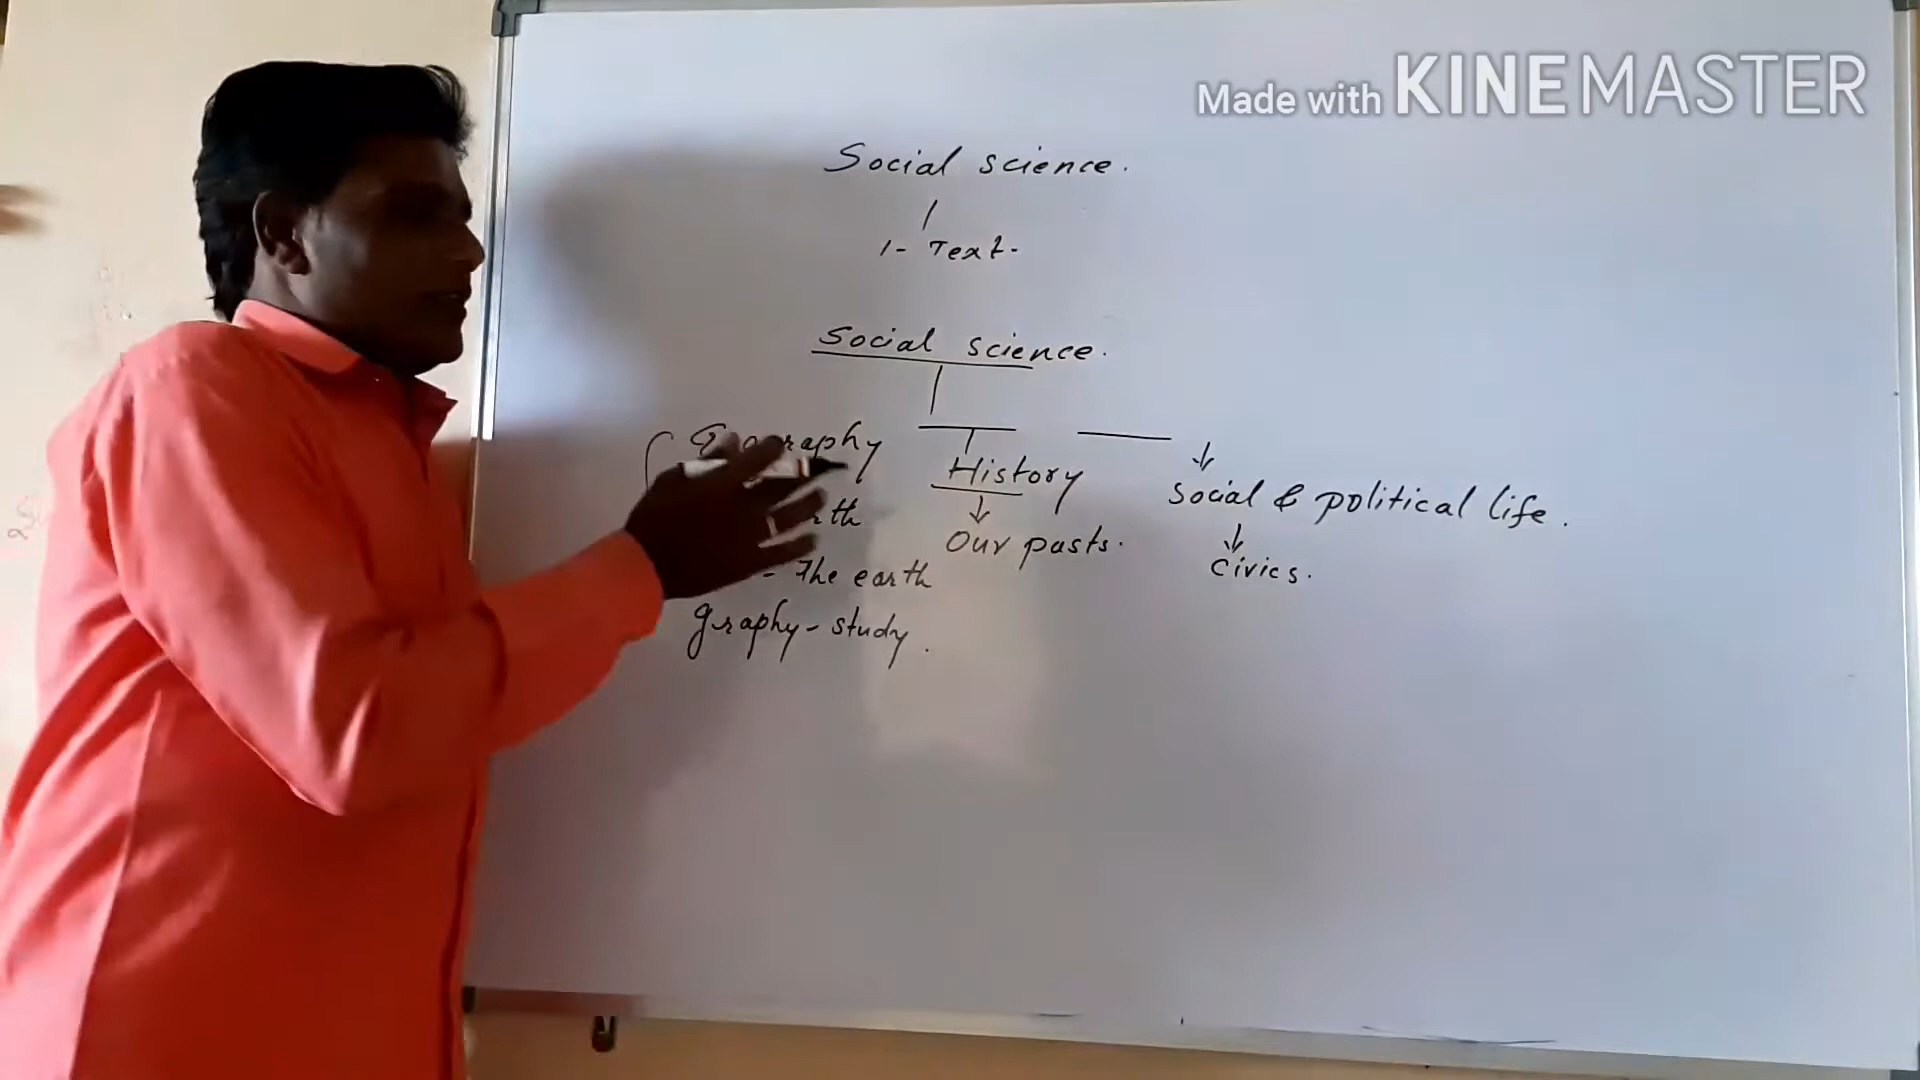 Made with KINEMASTER
Social science.
1- Text-
Social science.
History
Our pasts.
Social & political life.
Civics.
- The earth
graphy - study.